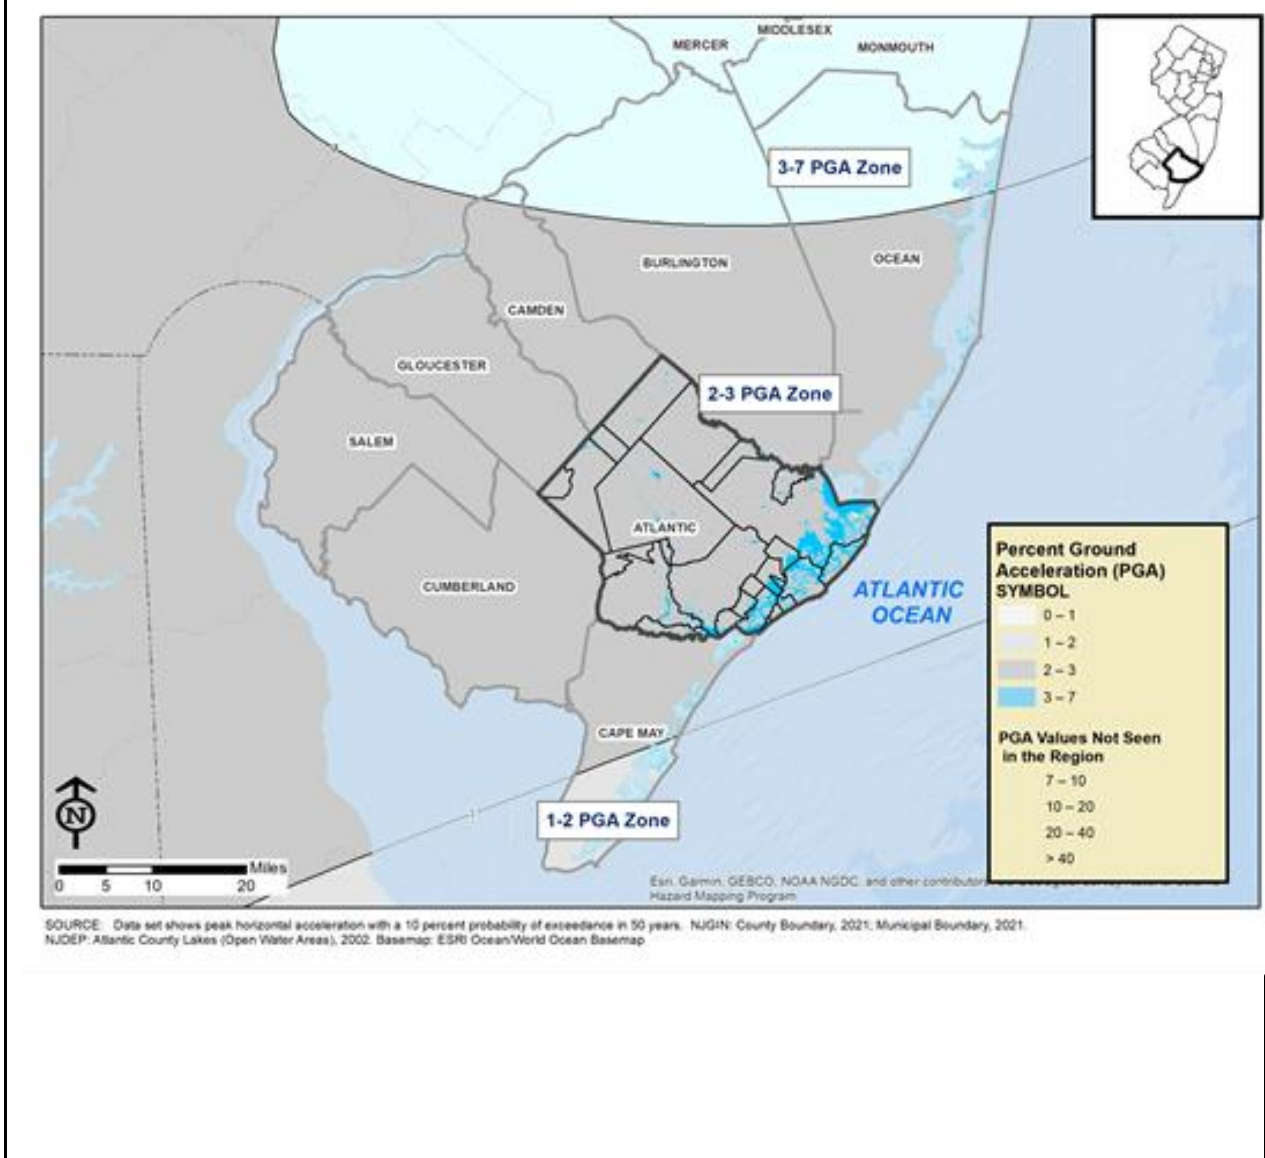 MIDDLESEX
MERCER
MONMOUTH
3-7 PGA Zone
BURLINGTON
OCEAN
CAMDEN
GLOUCESTER
2-3 PGA Zone
SALEM
ATLANTIC
CUMBERLAND
ATLANTIC
OCEAN
CAPE MAY
1-2 PGA Zone
Percent Ground
Acceleration (PGA)
SYMBOL
0 – 1
1 – 2
2 – 3
3 – 7
PGA Values Not Seen
in the Region
7 – 10
10 – 20
20 – 40
> 40
N
Miles
0 5 10 20
Esri, Garmin, GEBCO, NOAA NGDC, and other contributors
Hazard Mapping Program
SOURCE: Data set shows peak horizontal acceleration with a 10 percent probability of exceedance in 50 years. NJGIN: County Boundary, 2021; Municipal Boundary, 2021.
NJDEP: Atlantic County Lakes (Open Water Areas), 2002. Basemap: ESRI Ocean/World Ocean Basemap